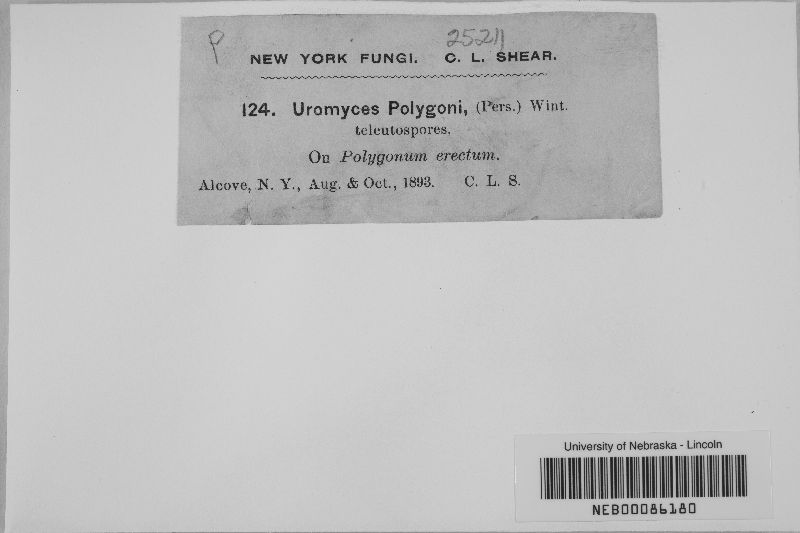 P 25211
NEW YORK FUNGI. C. L. SHEAR.
124. Uromyces Polygoni, (Pers.) Wint.
teleutospores.
On Polygonum erectum.
Alcove, N. Y., Aug. & Oct., 1893. C. L. S.
University of Nebraska - Lincoln
NEB00086180